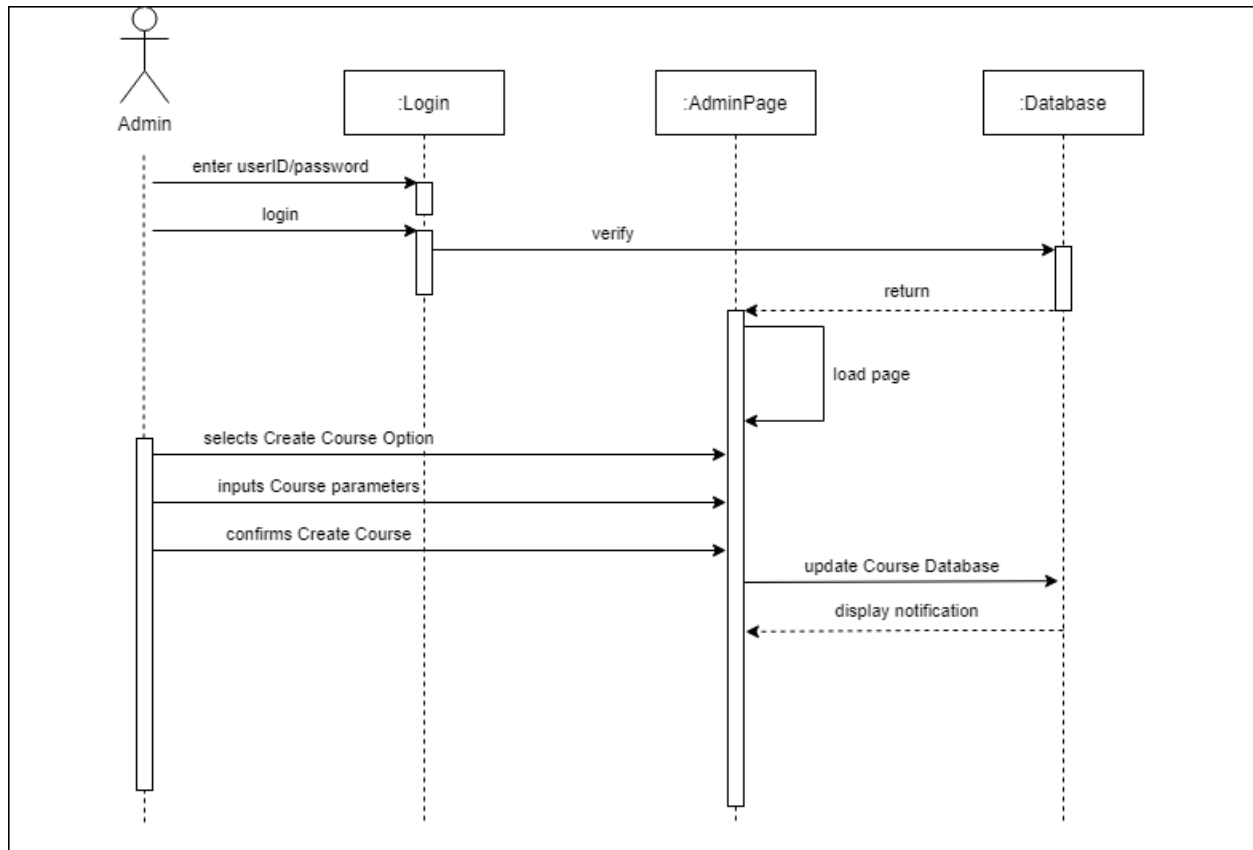 :Login
:AdminPage
:Database
Admin
enter userID/password
login
verify
return
load page
selects Create Course Option
inputs Course parameters
confirms Create Course
update Course Database
display notification